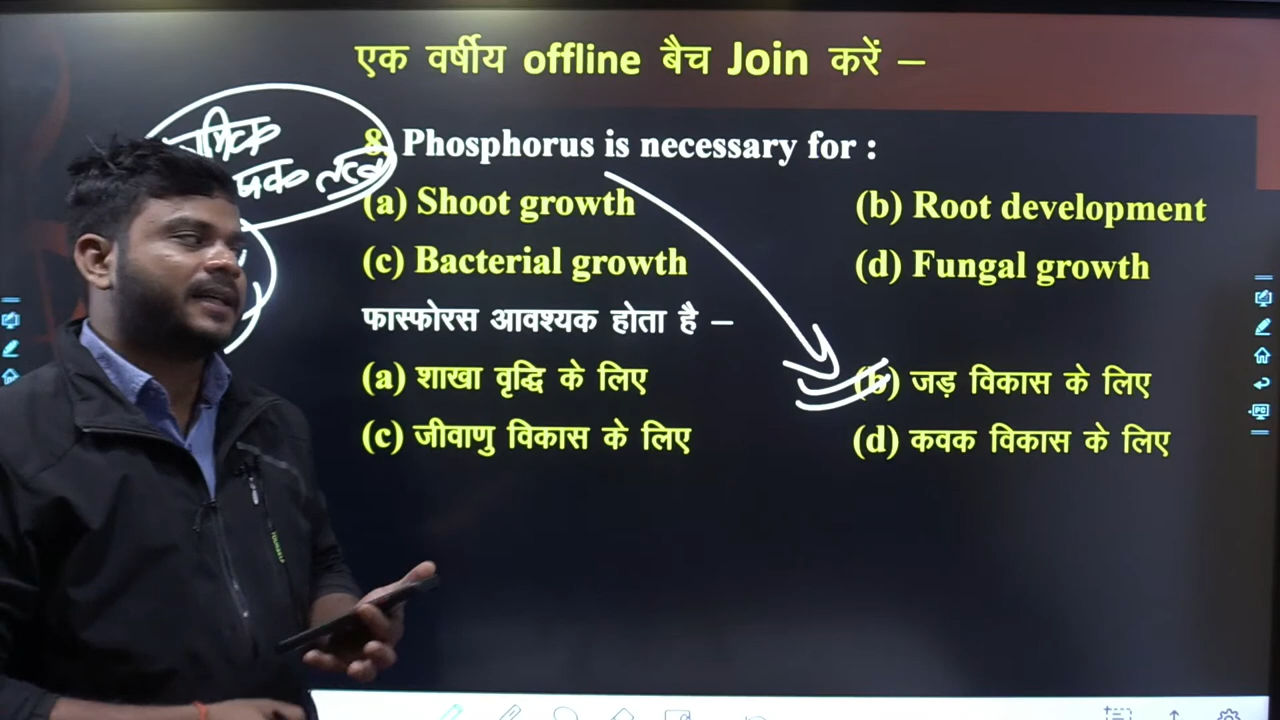 एक वर्षीय offline बैच Join करें –
8. Phosphorus is necessary for :
(a) Shoot growth (b) Root development
(c) Bacterial growth (d) Fungal growth
फास्फोरस आवश्यक होता है –
(a) शाखा वृद्धि के लिए (b) जड़ विकास के लिए
(c) जीवाणु विकास के लिए (d) कवक विकास के लिए